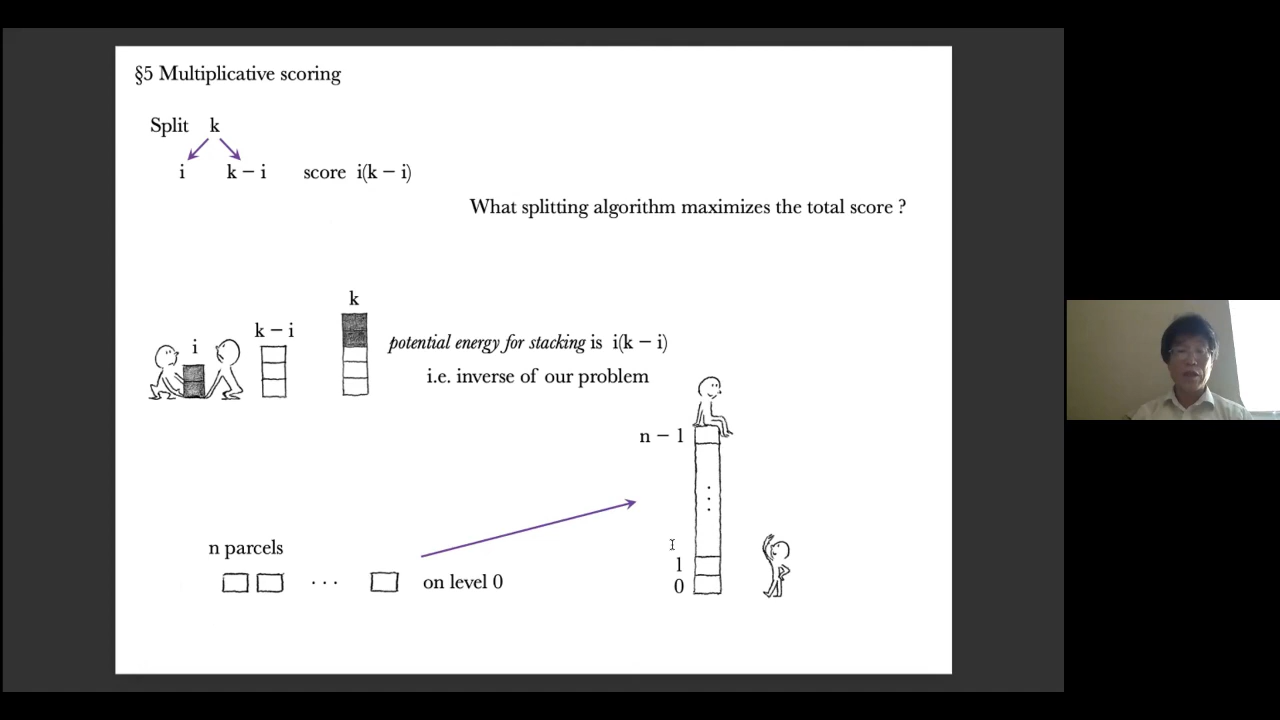 §5 Multiplicative scoring
Split k
i k − i score i(k − i)
What splitting algorithm maximizes the total score ?
k
k − i
i
potential energy for stacking is i(k − i)
i.e. inverse of our problem
n − 1
⋮
n parcels
1
· · · on level 0
0